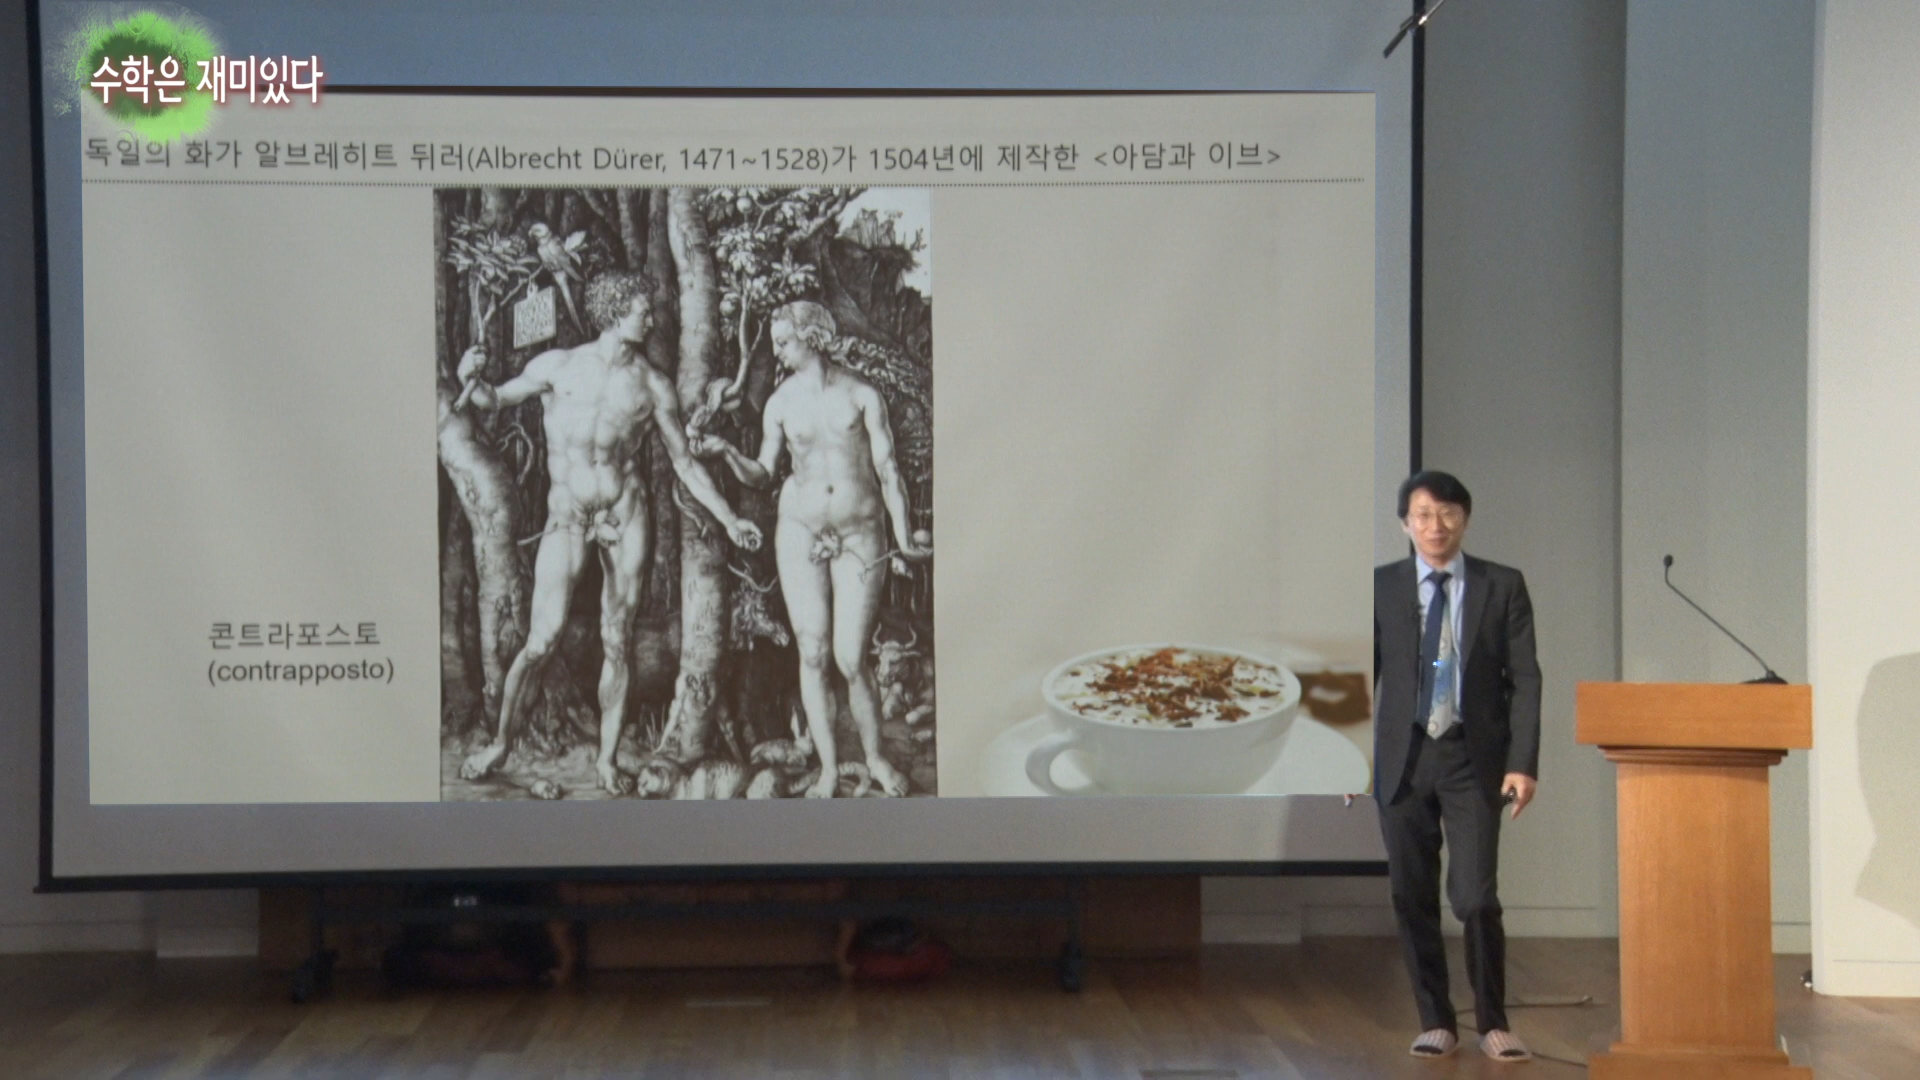 수학은 재미있다
독일의 화가 알브레히트 뒤러(Albrecht Dürer, 1471~1528)가 1504년에 제작한 <아담과 이브>
콘트라포스토
(contrapposto)